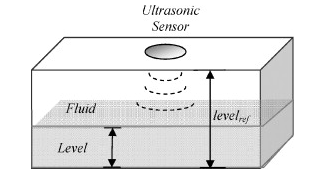 Ultrasonic
Sensor
Fluid
level_ref
Level